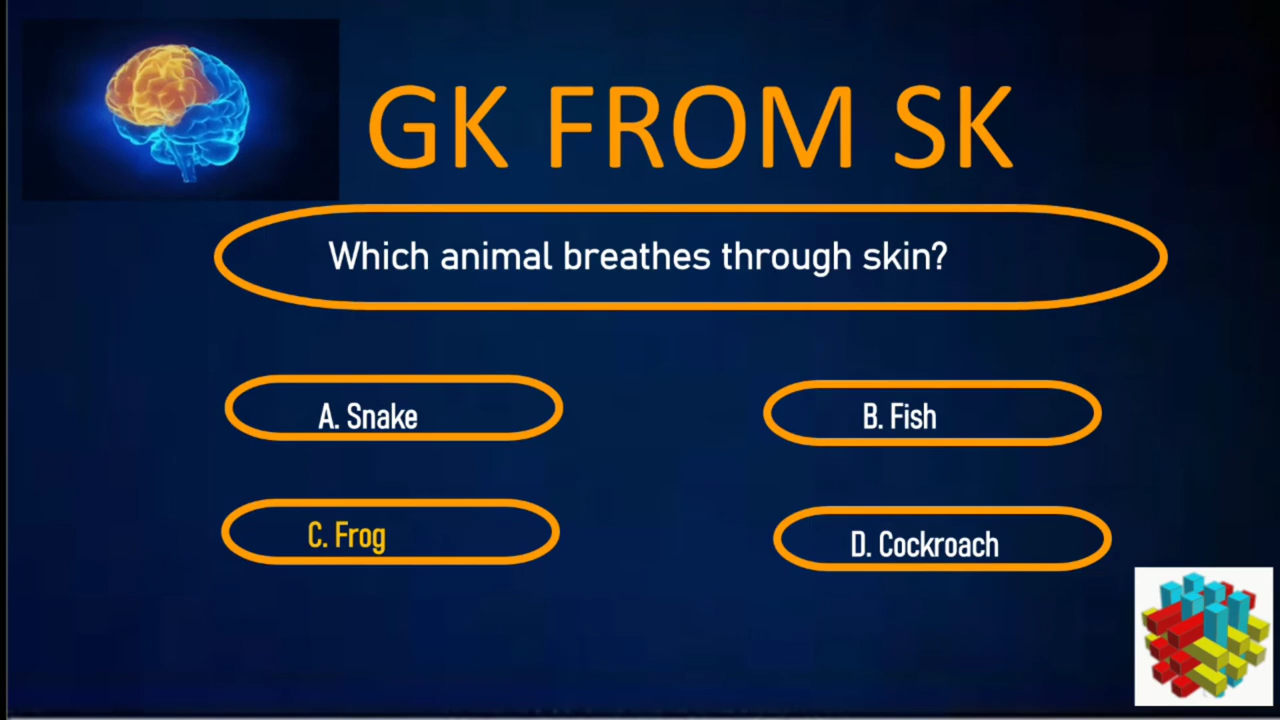 GK FROM SK
Which animal breathes through skin?
A. Snake
B. Fish
C. Frog
D. Cockroach